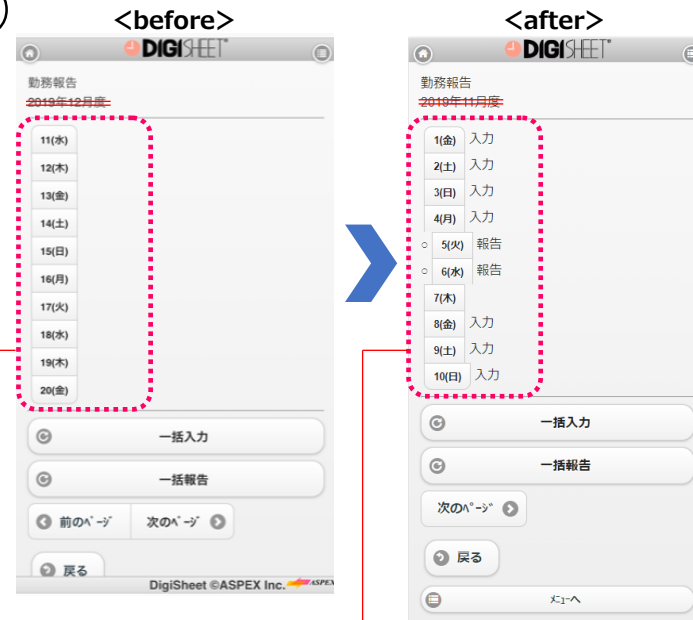 <before>
DIGISHEET
勤務報告
2019年12月度
11(水)
12(木)
13(金)
14(土)
15(日)
16(月)
17(火)
18(水)
19(木)
20(金)
一括入力
一括報告
前のﾍﾟｰｼﾞ 次のﾍﾟｰｼﾞ
戻る
DigiSheet ©ASPEX Inc. ASPEX
<after>
DIGISHEET
勤務報告
2019年11月度
1(金) 入力
2(土) 入力
3(日) 入力
4(月) 入力
○ 5(火) 報告
○ 6(水) 報告
7(木)
8(金) 入力
9(土) 入力
10(日) 入力
一括入力
一括報告
次のﾍﾟｰｼﾞ
戻る
ﾒﾆｭｰへ